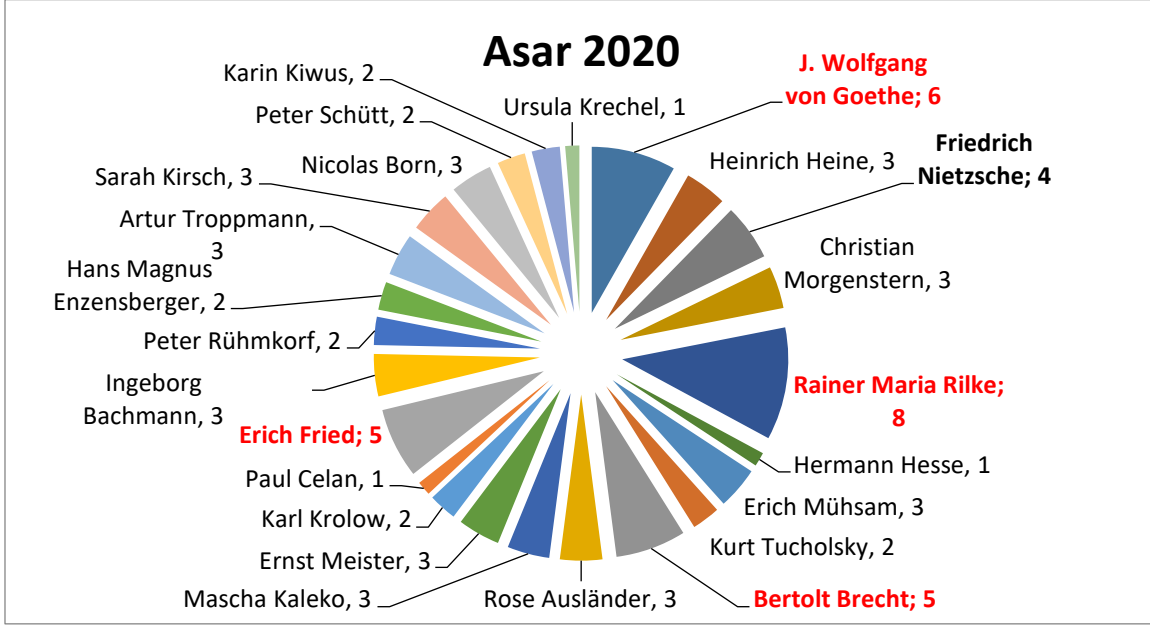 Asar 2020
J. Wolfgang
von Goethe; 6
Heinrich Heine, 3
Friedrich
Nietzsche; 4
Christian
Morgenstern, 3
Rainer Maria Rilke;
8
Hermann Hesse, 1
Erich Mühsam, 3
Kurt Tucholsky, 2
Bertolt Brecht; 5
Rose Ausländer, 3
Mascha Kaleko, 3
Ernst Meister, 3
Karl Krolow, 2
Paul Celan, 1
Erich Fried; 5
Ingeborg
Bachmann, 3
Peter Rühmkorf, 2
Hans Magnus
Enzensberger, 2
Artur Troppmann,
3
Sarah Kirsch, 3
Nicolas Born, 3
Peter Schütt, 2
Karin Kiwus, 2
Ursula Krechel, 1